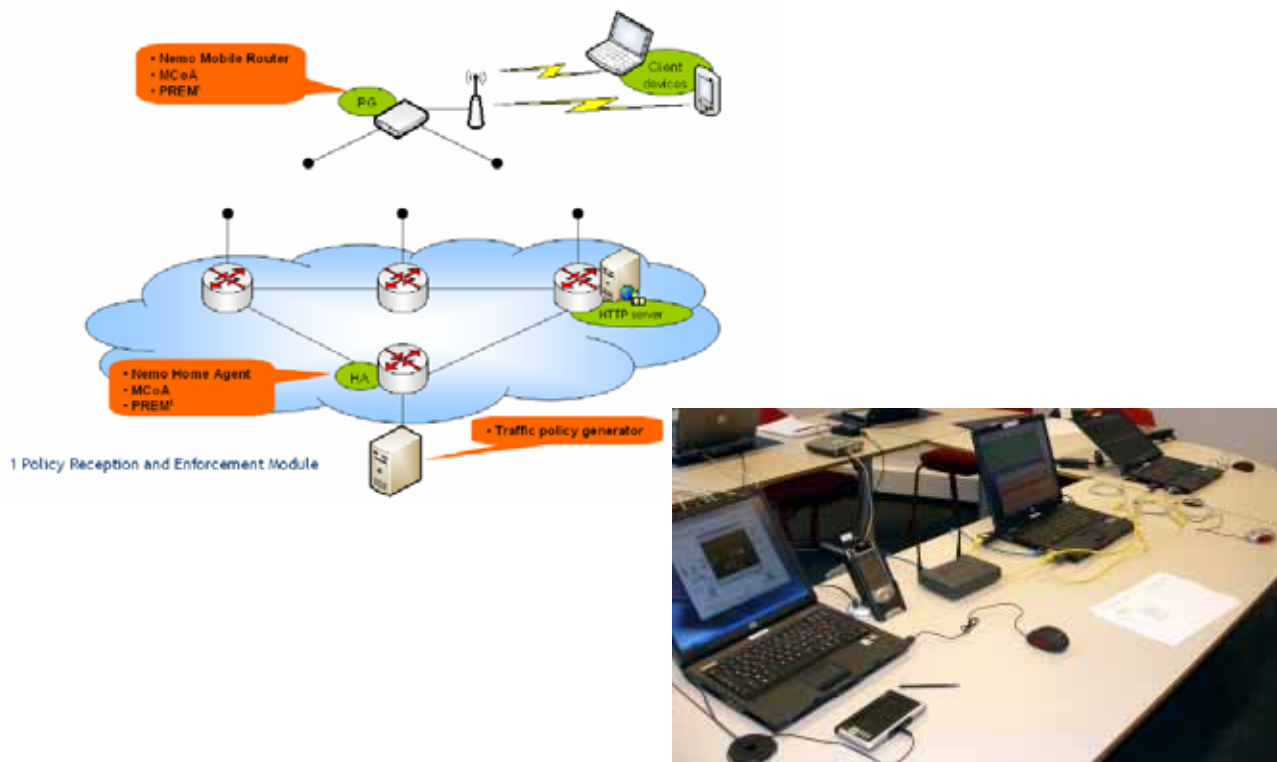 • Nemo Mobile Router
• MCoA
• PREM¹
PG
Client
devices
HTTP server
HA
• Nemo Home Agent
• MCoA
• PREM¹
• Traffic policy generator
1 Policy Reception and Enforcement Module